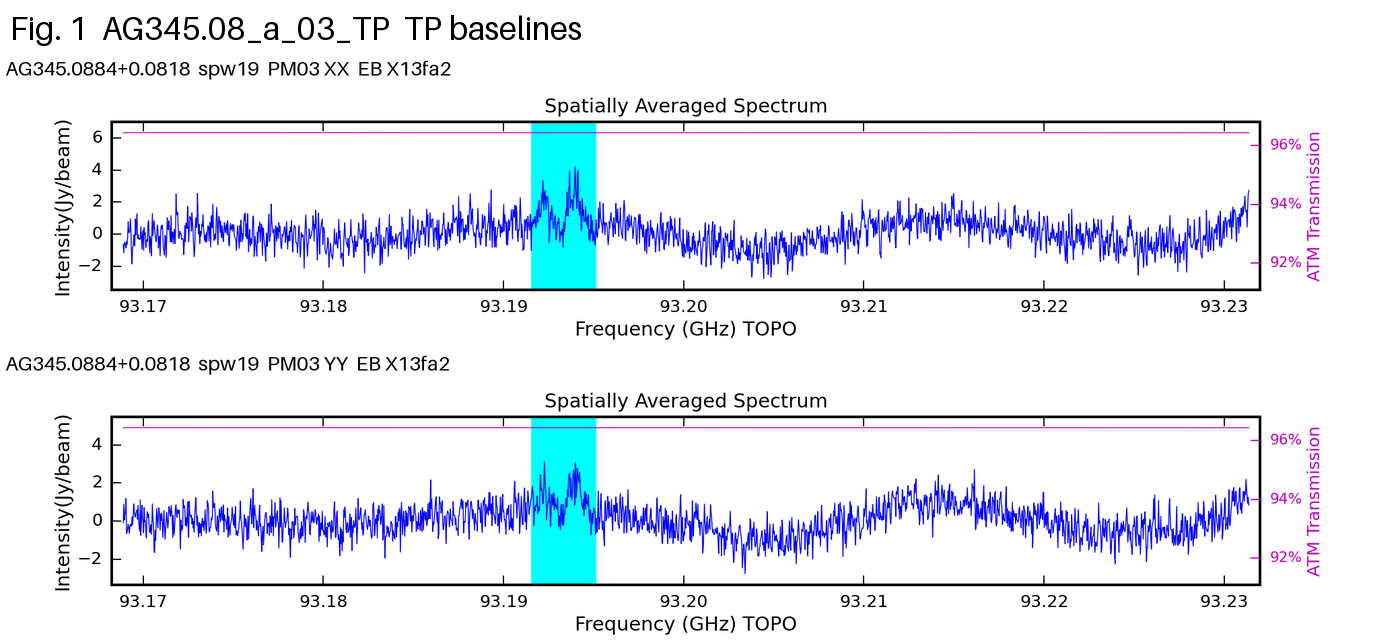 Fig. 1 AG345.08_a_03_TP TP baselines
AG345.0884+0.0818 spw19 PM03 XX EB X13fa2
Spatially Averaged Spectrum
Intensity(Jy/beam)
6
4
2
0
−2
96%
94%
92%
ATM Transmission
93.17 93.18 93.19 93.20 93.21 93.22 93.23
Frequency (GHz) TOPO
AG345.0884+0.0818 spw19 PM03 YY EB X13fa2
Spatially Averaged Spectrum
Intensity(Jy/beam)
4
2
0
−2
96%
94%
92%
ATM Transmission
93.17 93.18 93.19 93.20 93.21 93.22 93.23
Frequency (GHz) TOPO